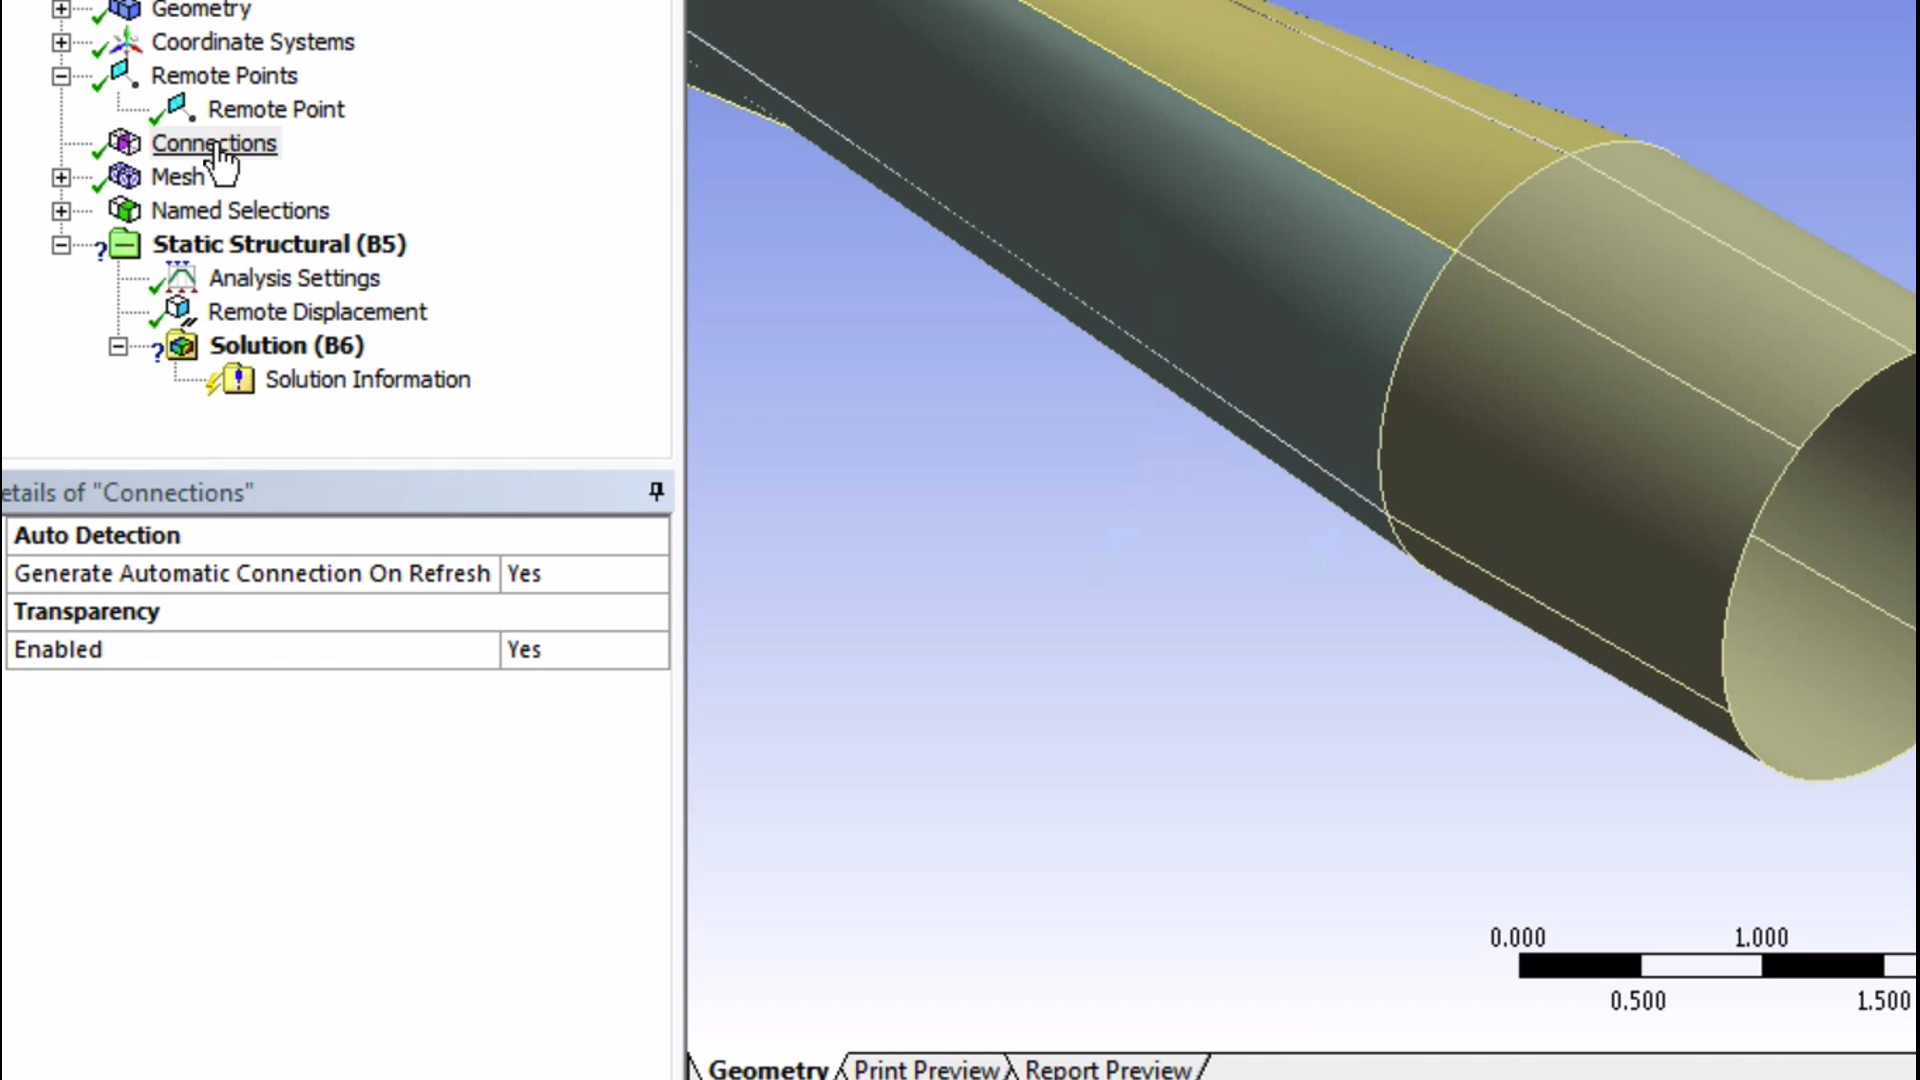 Geometry
Coordinate Systems
Remote Points
Remote Point
Connections
Mesh
Named Selections
Static Structural (B5)
Analysis Settings
Remote Displacement
Solution (B6)
Solution Information
etails of "Connections"
Auto Detection
Generate Automatic Connection On Refresh Yes
Transparency
Enabled Yes
0.000 1.000
0.500 1.500
Geometry Print Preview Report Preview